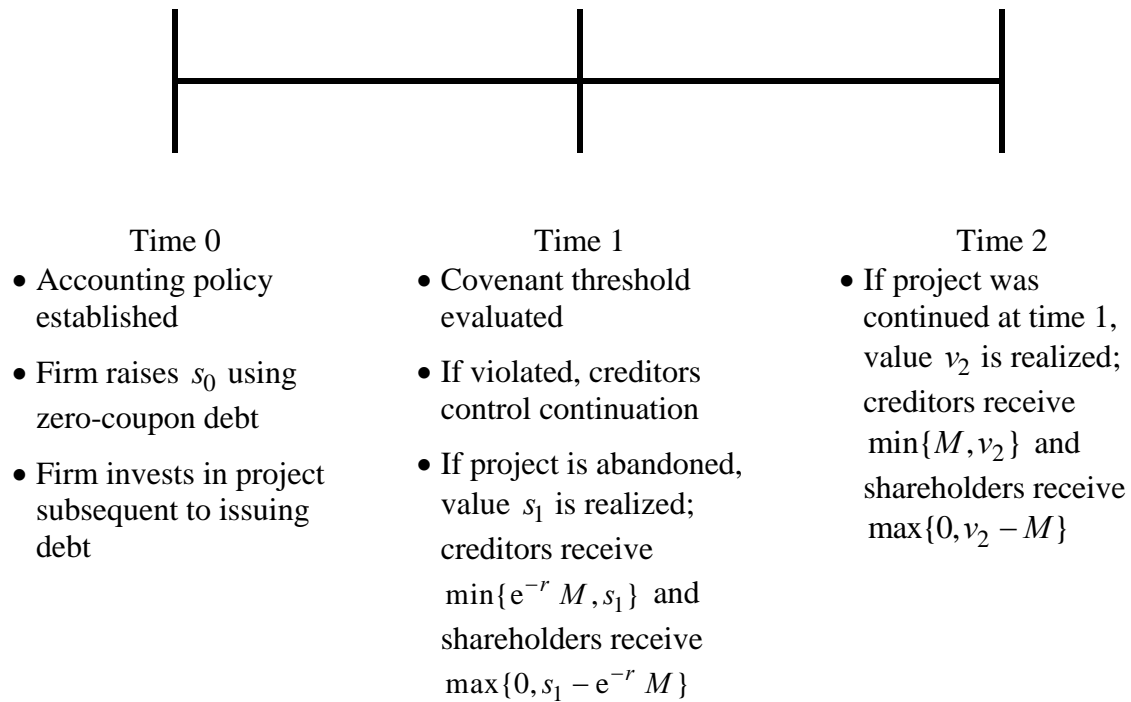 Time 0
• Accounting policy
established
• Firm raises s₀ using
zero-coupon debt
• Firm invests in project
subsequent to issuing
debt
Time 1
• Covenant threshold
evaluated
• If violated, creditors
control continuation
• If project is abandoned,
value s₁ is realized;
creditors receive
min{e⁻ʳ M, s₁} and
shareholders receive
max{0, s₁ − e⁻ʳ M}
Time 2
• If project was
continued at time 1,
value v₂ is realized;
creditors receive
min{M, v₂} and
shareholders receive
max{0, v₂ − M}